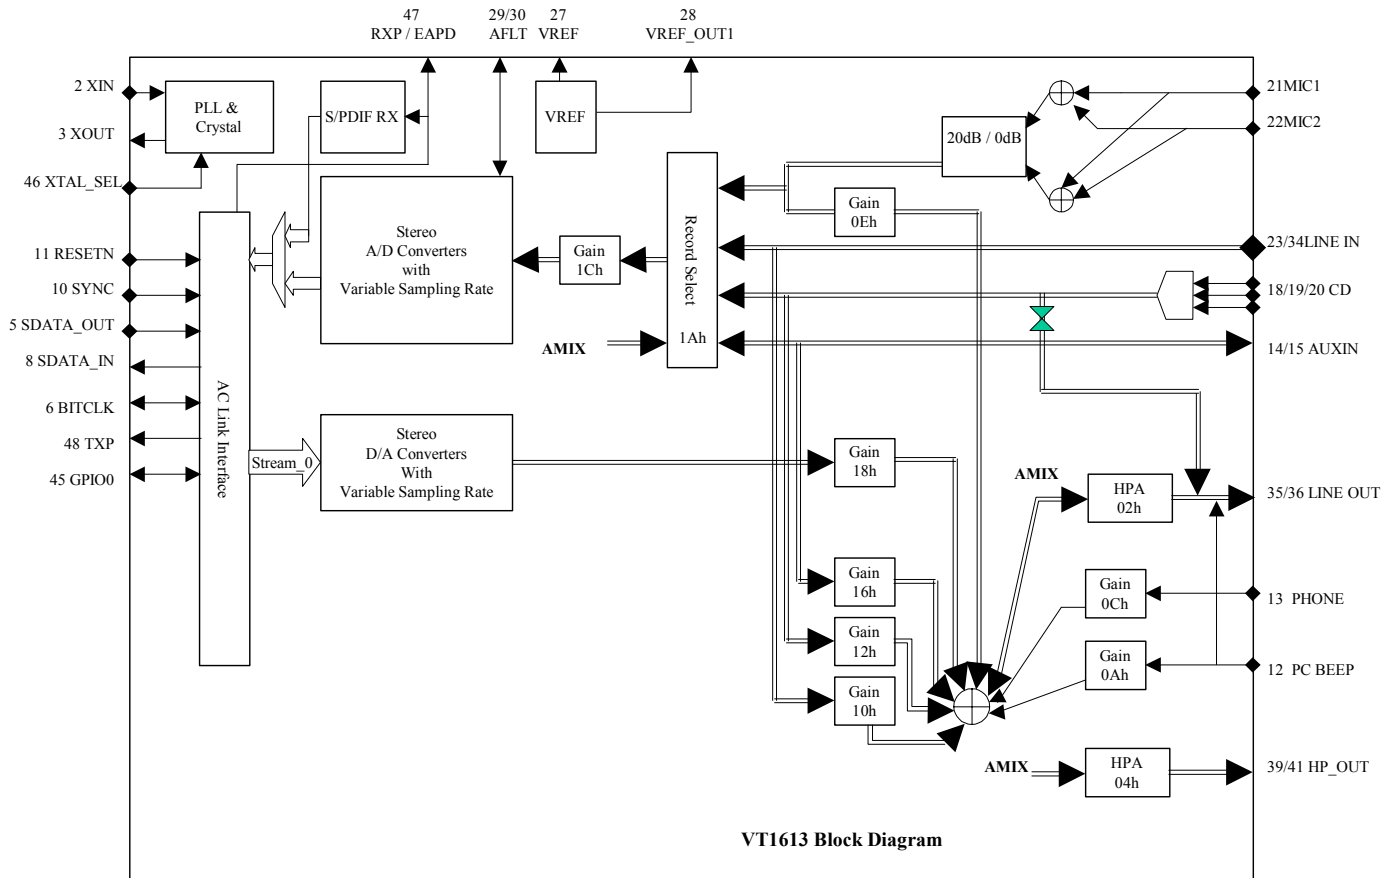 47
RXP / EAPD
29/30
AFLT
27
VREF
28
VREF_OUT1
2 XIN
3 XOUT
46 XTAL_SEL
11 RESETN
10 SYNC
5 SDATA_OUT
8 SDATA_IN
6 BITCLK
48 TXP
45 GPIO0
PLL &
Crystal
S/PDIF RX
VREF
20dB / 0dB
21MIC1
22MIC2
AC Link Interface
Stereo
A/D Converters
with
Variable Sampling Rate
Gain
1Ch
Record Select
1Ah
Gain
0Eh
23/34LINE IN
18/19/20 CD
14/15 AUXIN
AMIX
Stream_0
Stereo
D/A Converters
With
Variable Sampling Rate
Gain
18h
AMIX
HPA
02h
35/36 LINE OUT
Gain
16h
Gain
0Ch
13 PHONE
Gain
12h
Gain
0Ah
12 PC BEEP
Gain
10h
AMIX
HPA
04h
39/41 HP_OUT
VT1613 Block Diagram